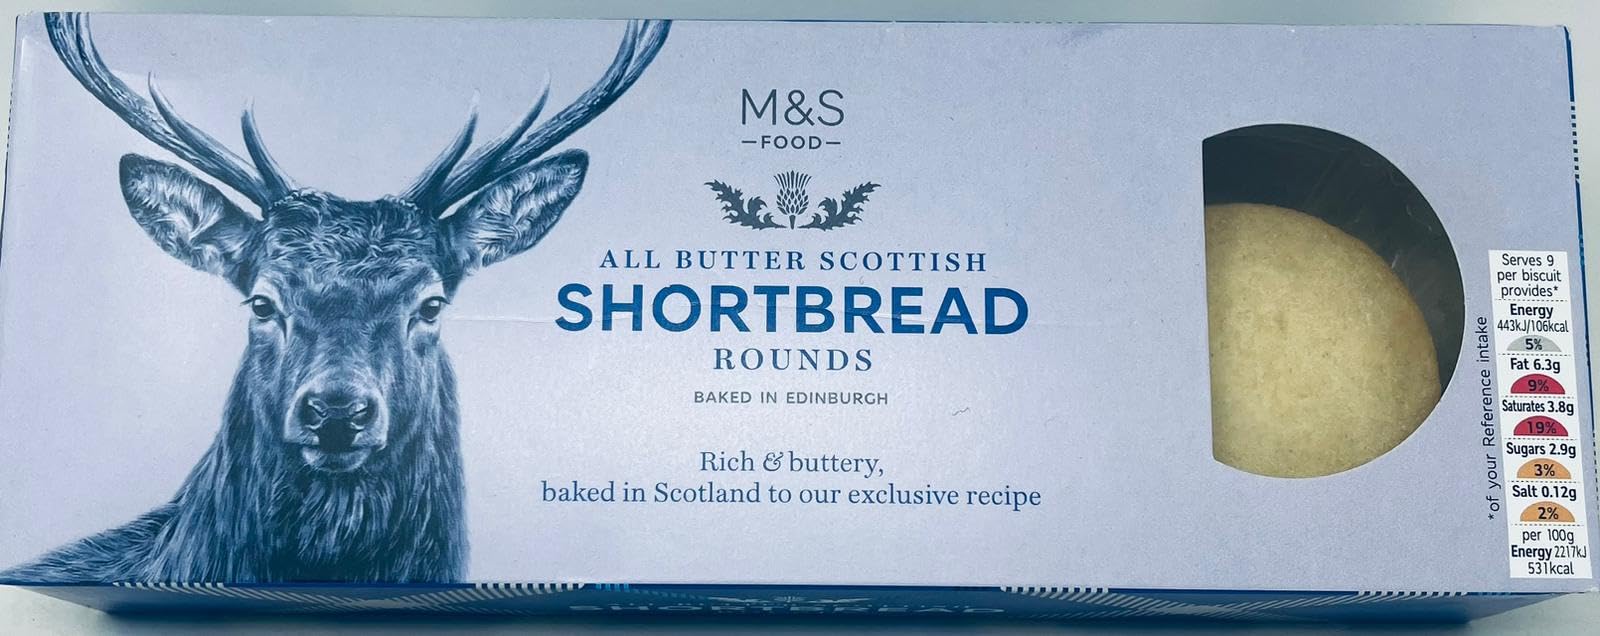 M&S
—FOOD—
ALL BUTTER SCOTTISH
SHORTBREAD
ROUNDS
BAKED IN EDINBURGH
Rich & buttery,
baked in Scotland to our exclusive recipe
*of your Reference intake
Serves 9
per biscuit
provides*
Energy
443kJ/106kcal
5%
Fat 6.3g
9%
Saturates 3.8g
19%
Sugars 2.9g
3%
Salt 0.12g
2%
per 100g
Energy 2217kJ
531kcal
SHORTBREAD